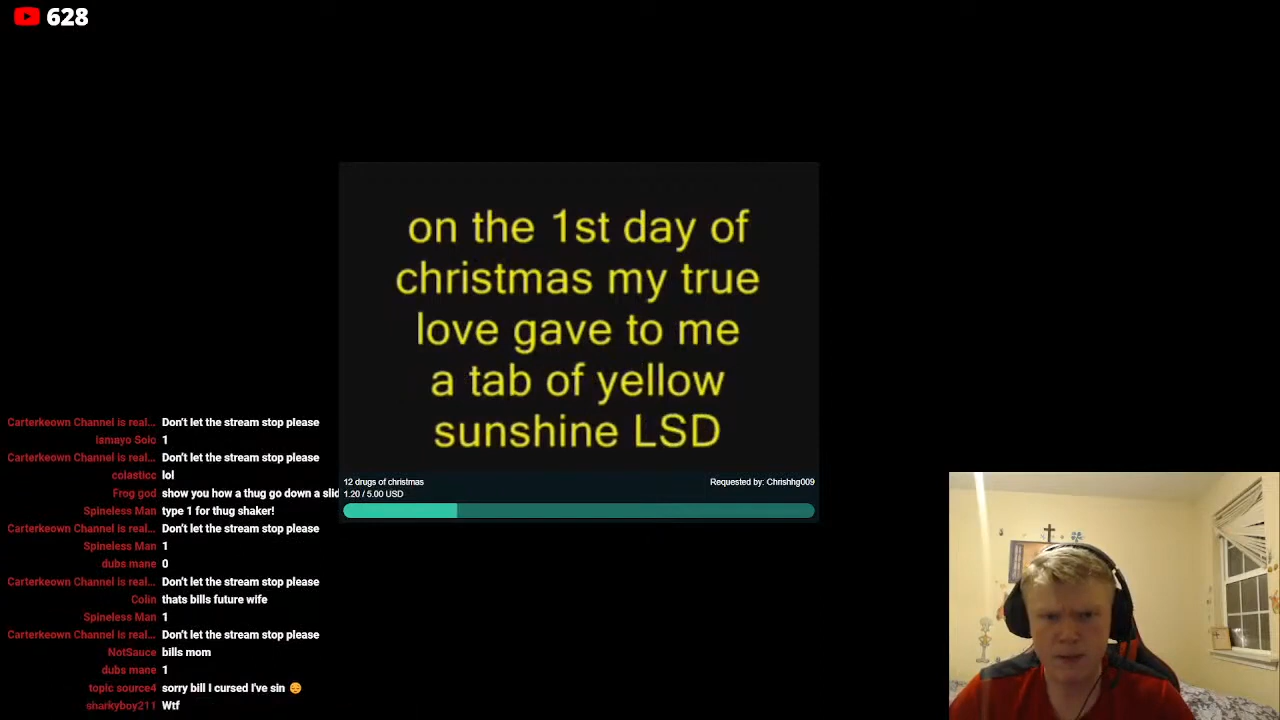 628
on the 1st day of
christmas my true
love gave to me
a tab of yellow
sunshine LSD
12 drugs of christmas
Requested by: Chrishhg009
1.20 / 5.00 USD
Carterkeown Channel is real... Don't let the stream stop please
Ismayo Solo 1
Carterkeown Channel is real... Don't let the stream stop please
colasticc lol
Frog god show you how a thug go down a slid
Spineless Man type 1 for thug shaker!
Carterkeown Channel is real... Don't let the stream stop please
Spineless Man 1
dubs mane 0
Carterkeown Channel is real... Don't let the stream stop please
Colin thats bills future wife
Spineless Man 1
Carterkeown Channel is real... Don't let the stream stop please
NotSauce bills mom
dubs mane 1
topic source4 sorry bill I cursed I've sin 😔
sharkyboy211 Wtf